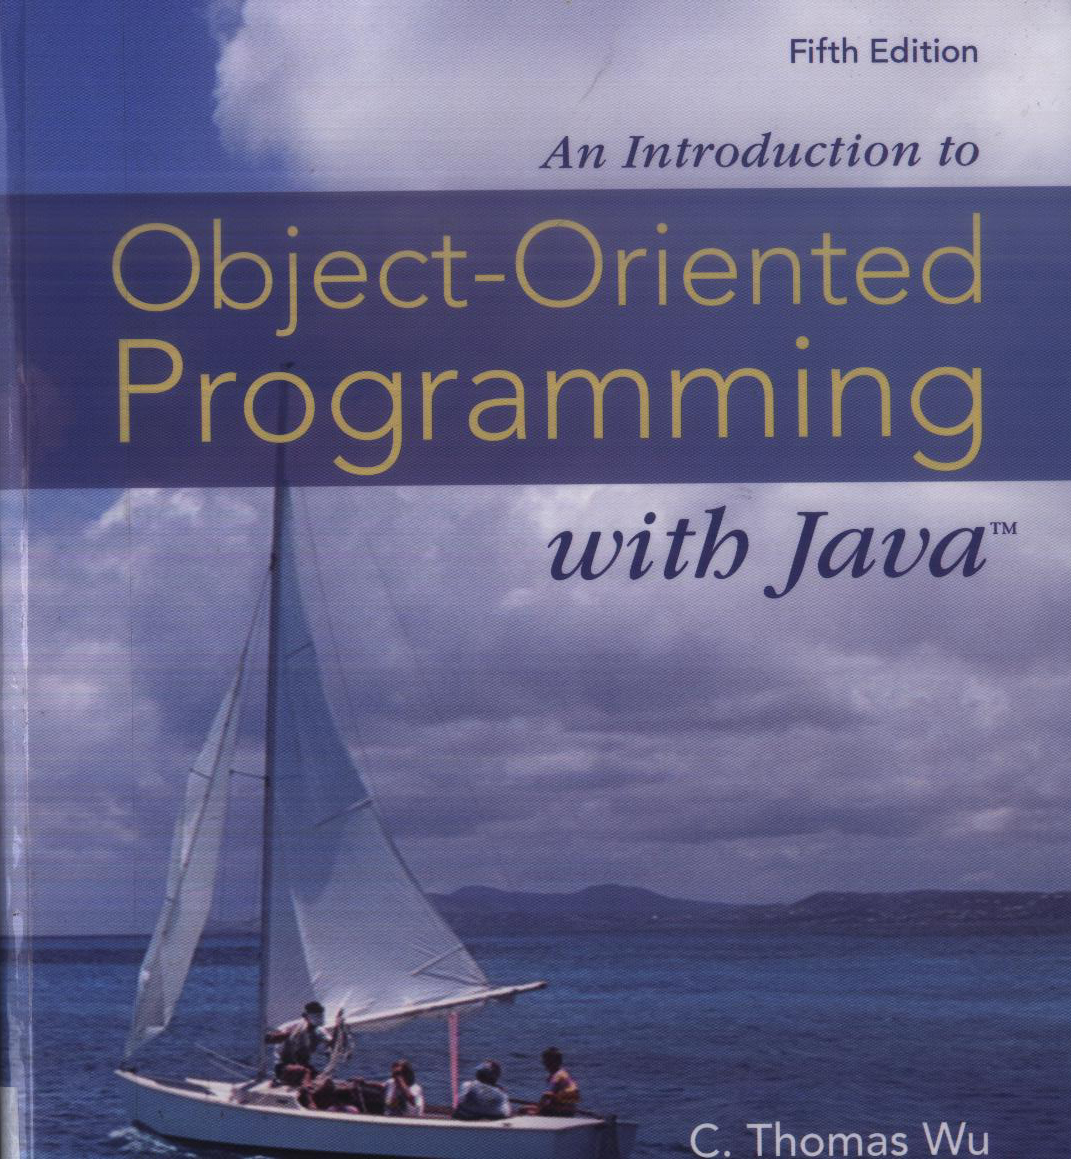 Fifth Edition
An Introduction to
Object-Oriented
Programming
with Java™
C. Thomas Wu